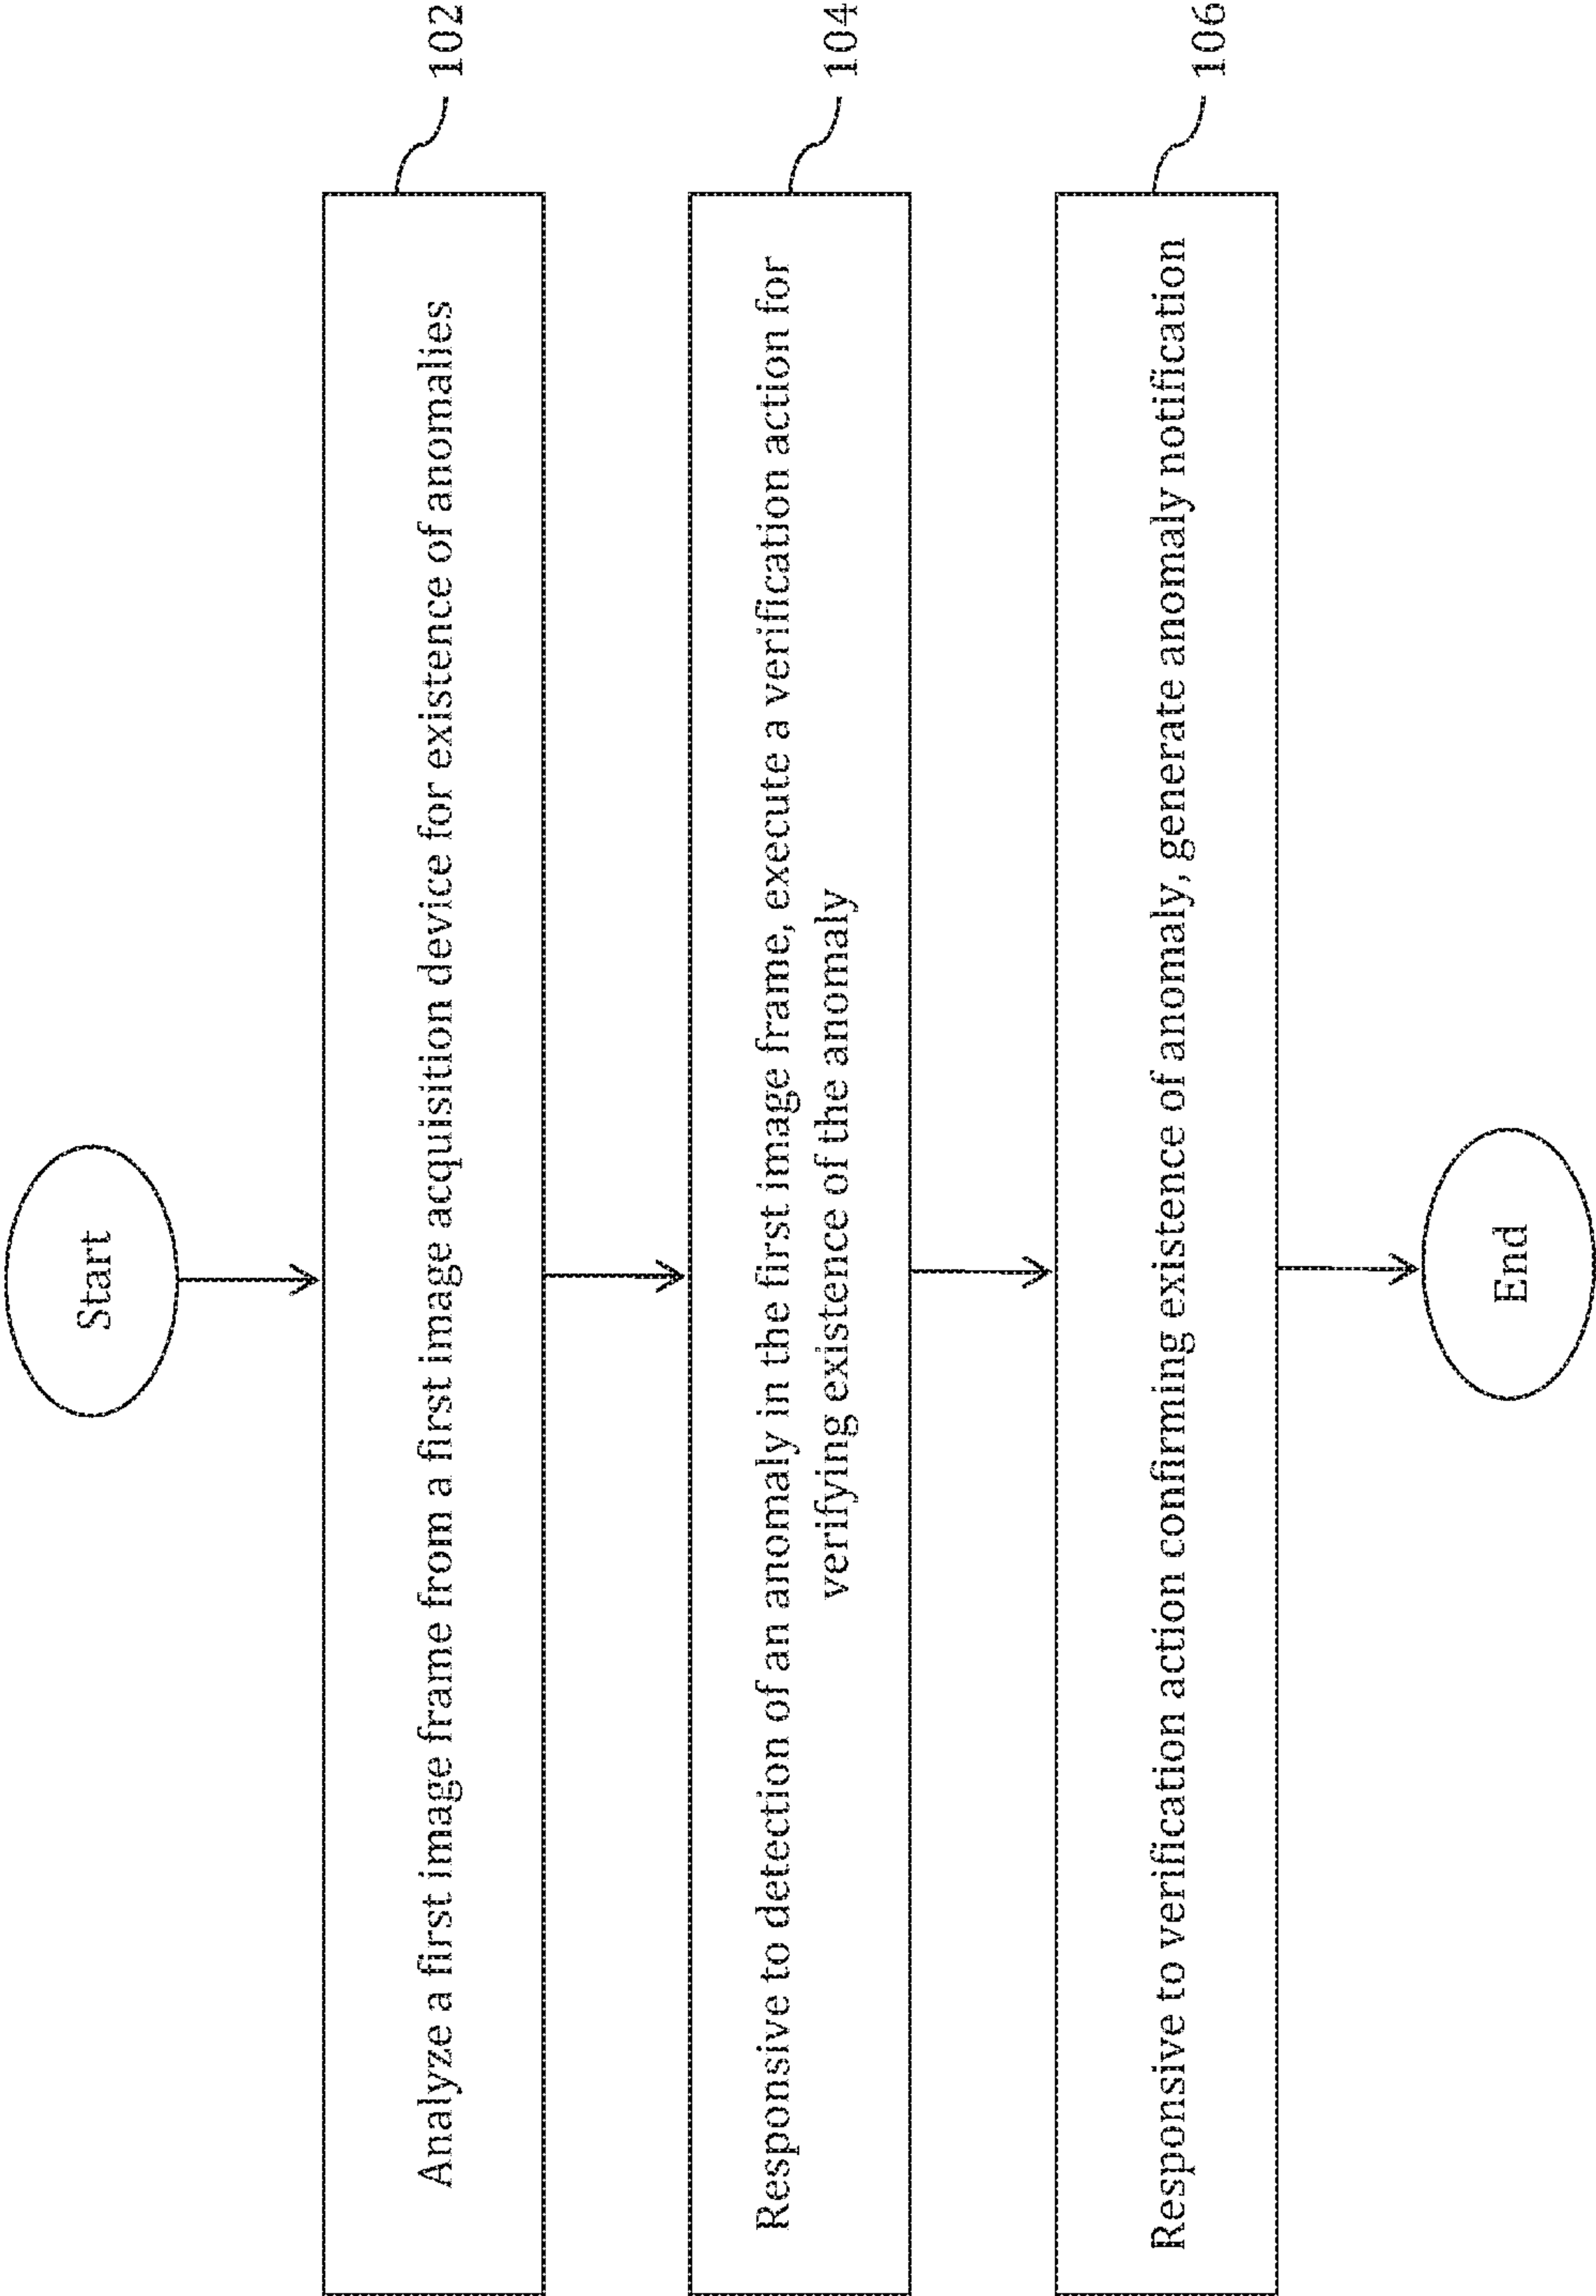 Start
Analyze a first image frame from a first image acquisition device for existence of anomalies
102
Responsive to detection of an anomaly in the first image frame, execute a verification action for
verifying existence of the anomaly
104
Responsive to verification action confirming existence of anomaly, generate anomaly notification
106
End